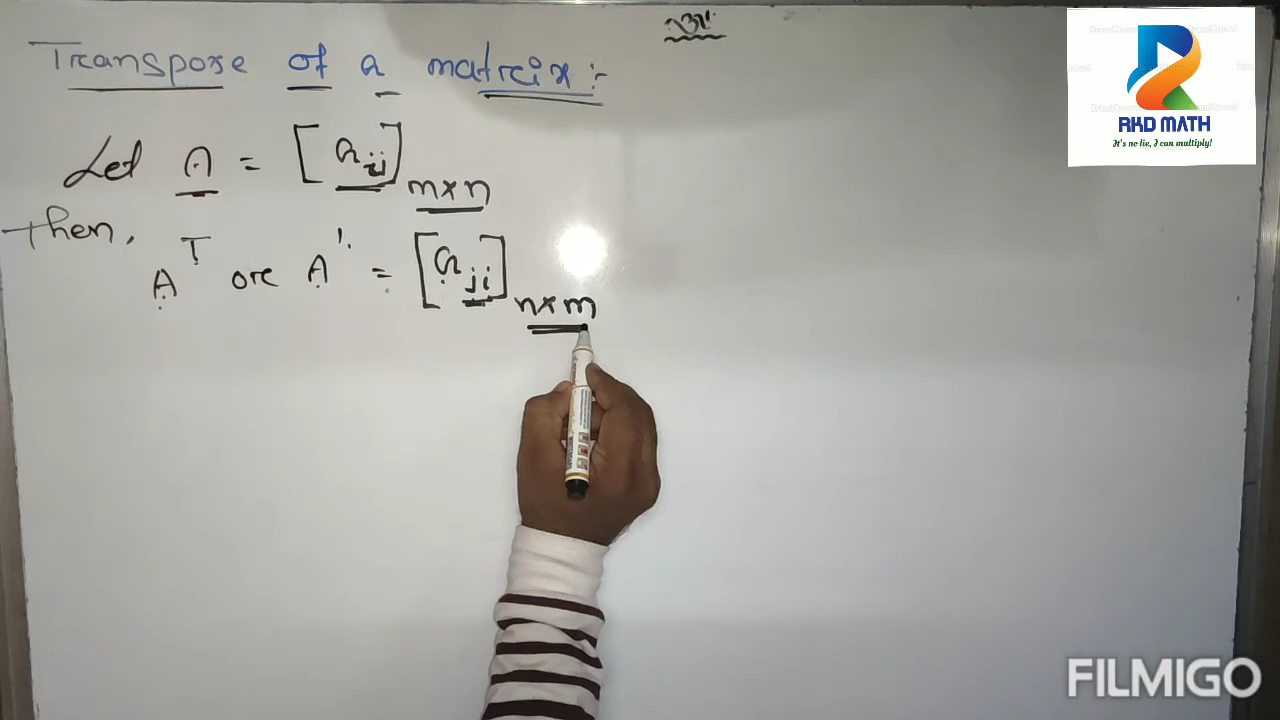 Transpose of a matrix :-
Let A = [aij] m×n
then,
A^T or A' = [aji] n×m
RKD MATH
It's no lie, I can multiply!
FILMIGO